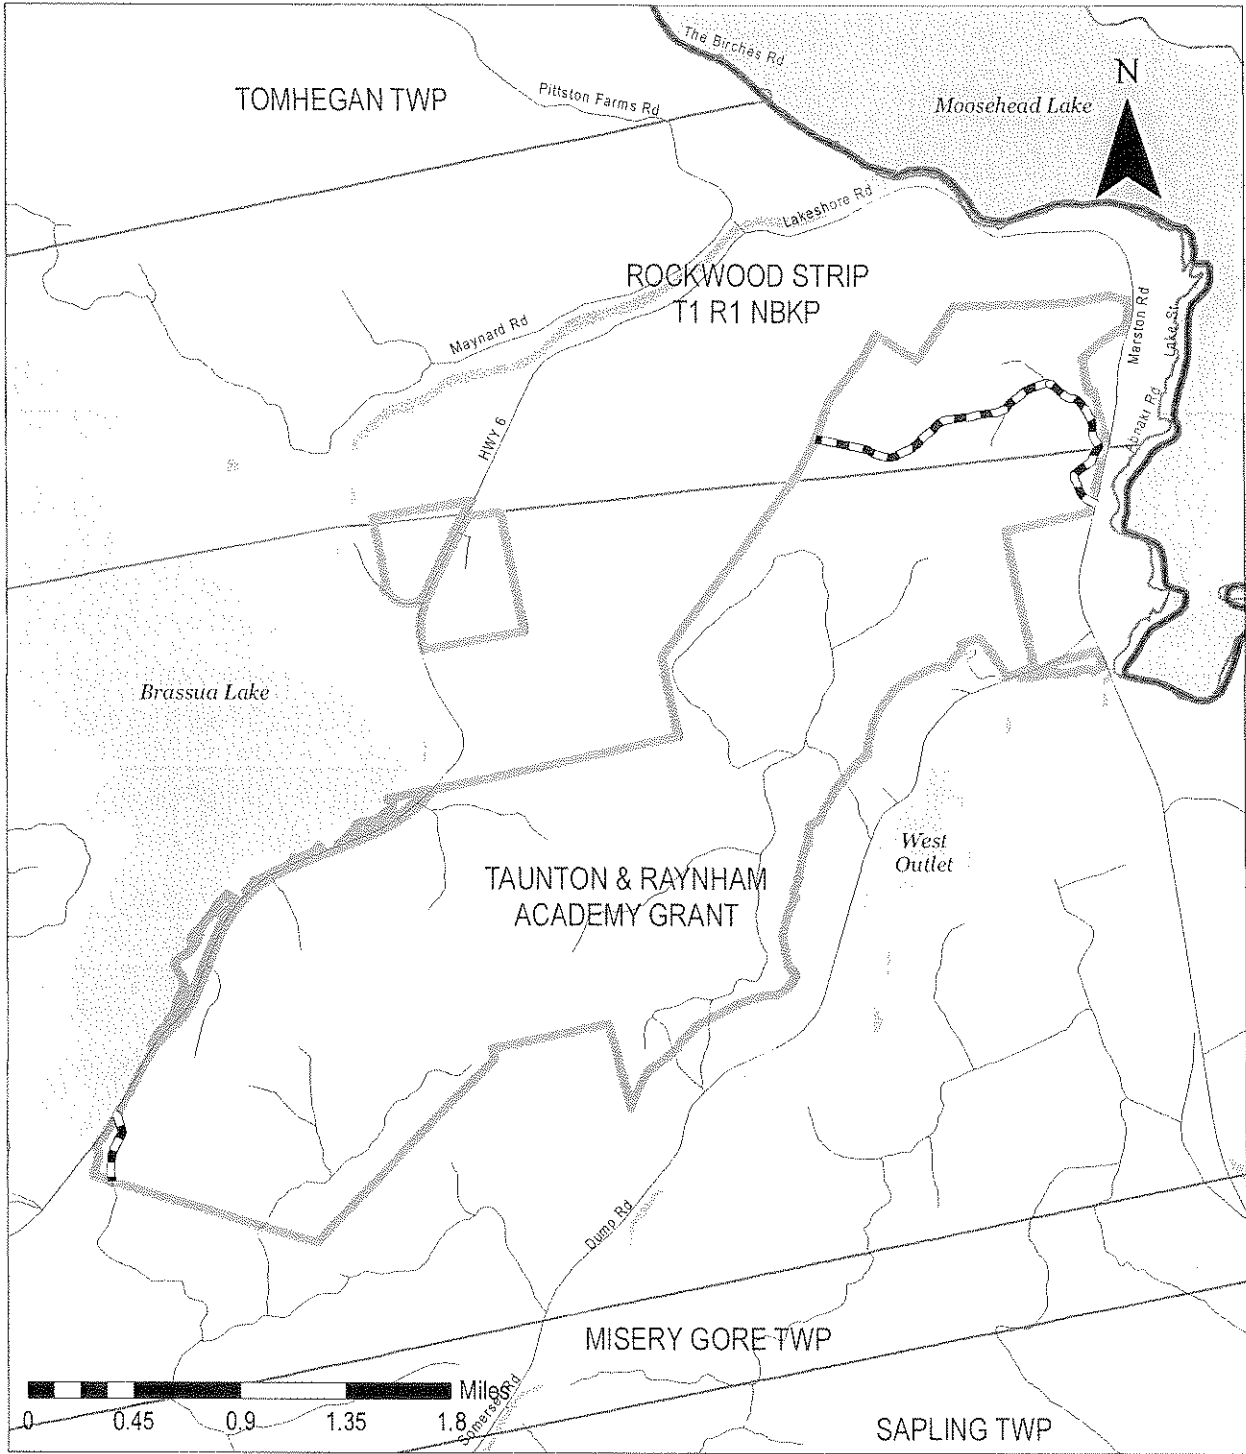 The Birches Rd
N
TOMHEGAN TWP
Pittston Farms Rd
Moosehead Lake
Lakeshore Rd
ROCKWOOD STRIP
T1 R1 NBKP
Maynard Rd
Marston Rd
Lake St
HWY 6
Abnaki Rd
Brassua Lake
West
Outlet
TAUNTON & RAYNHAM
ACADEMY GRANT
Dump Rd
MISERY GORE TWP
Miles
0 0.45 0.9 1.35 1.8
Somerset Rd
SAPLING TWP